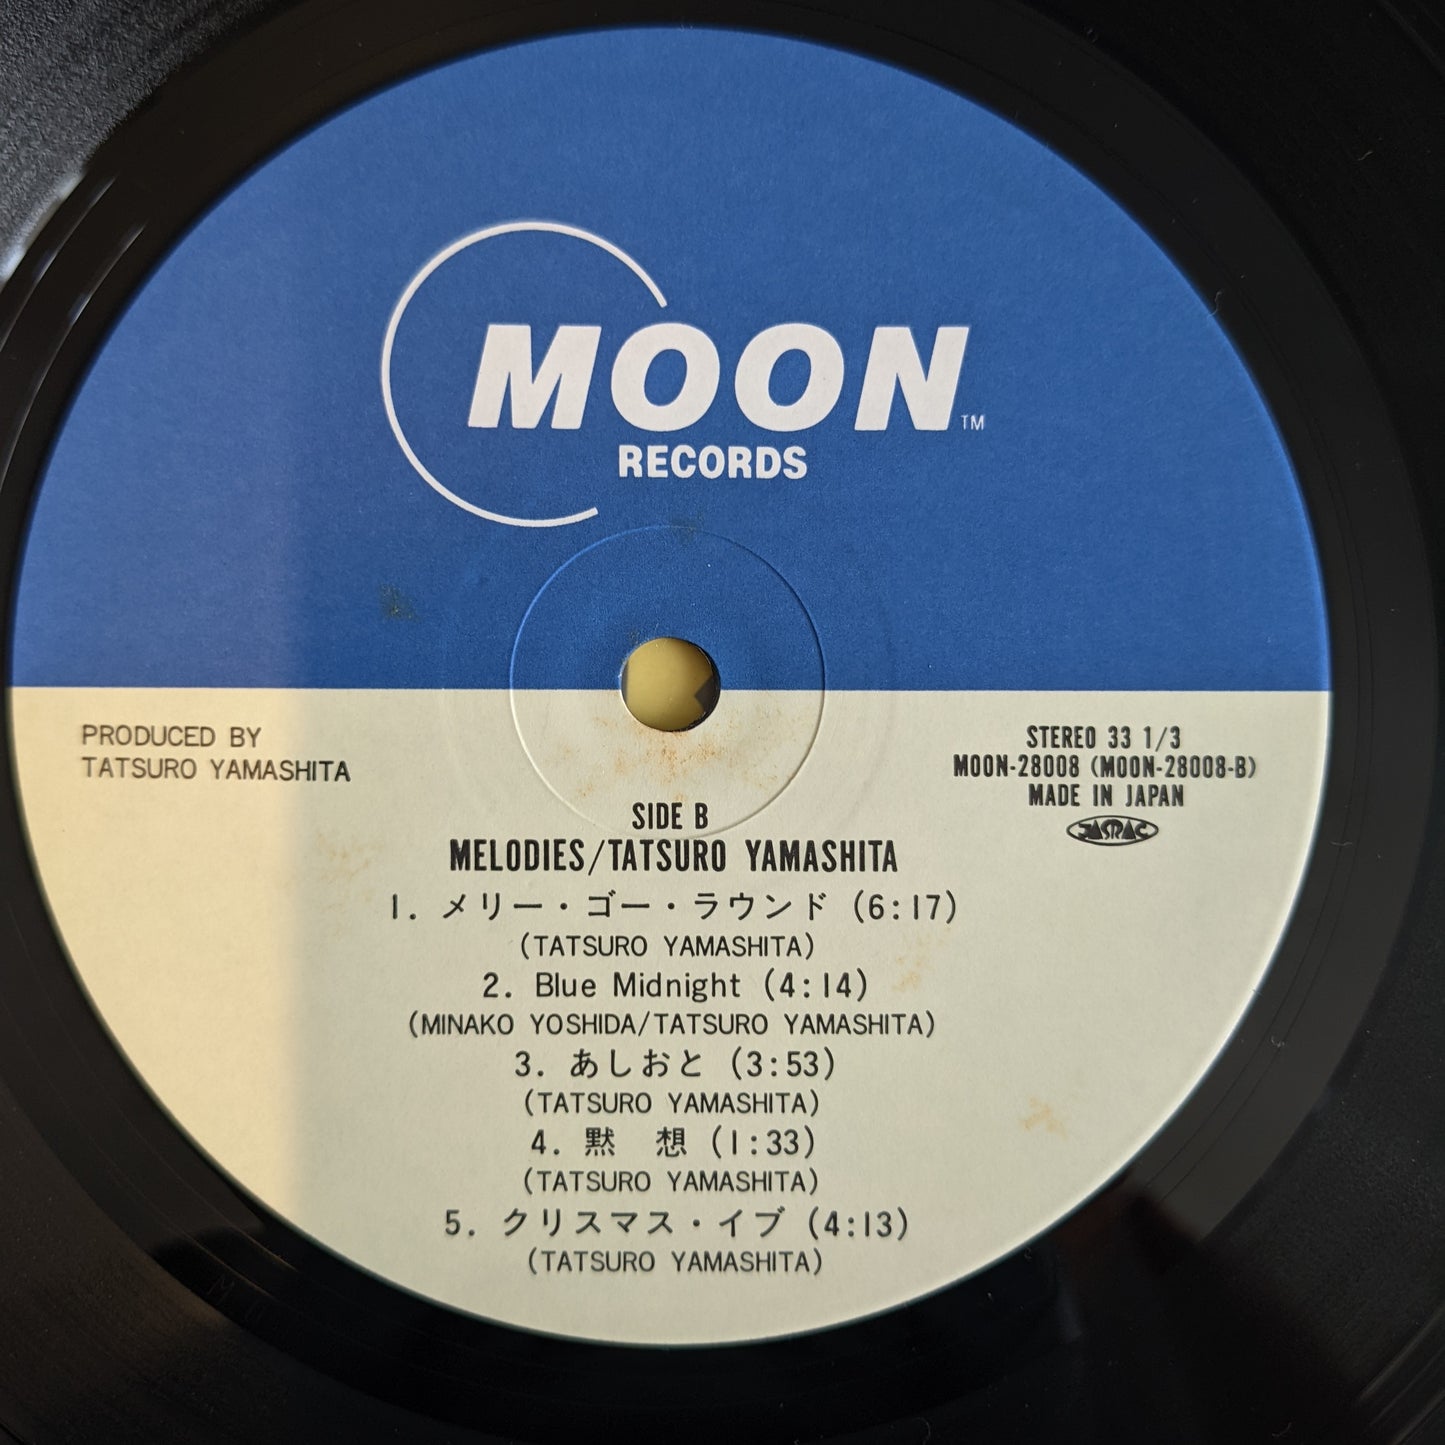 MOON™
RECORDS
PRODUCED BY
TATSURO YAMASHITA
STEREO 33 1/3
MOON-28008 (MOON-28008-B)
MADE IN JAPAN
JASRAC
SIDE B
MELODIES/TATSURO YAMASHITA
1. メリー・ゴー・ラウンド (6:17)
(TATSURO YAMASHITA)
2. Blue Midnight (4:14)
(MINAKO YOSHIDA/TATSURO YAMASHITA)
3. あしおと (3:53)
(TATSURO YAMASHITA)
4. 黙　想 (1:33)
(TATSURO YAMASHITA)
5. クリスマス・イブ (4:13)
(TATSURO YAMASHITA)